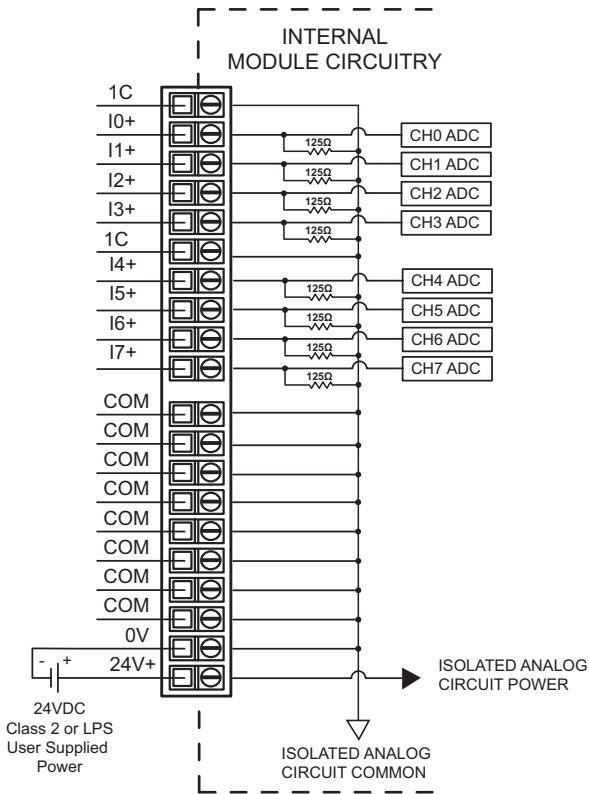 INTERNAL
MODULE CIRCUITRY
1C
I0+
125Ω
CH0 ADC
I1+
125Ω
CH1 ADC
I2+
125Ω
CH2 ADC
I3+
125Ω
CH3 ADC
1C
I4+
125Ω
CH4 ADC
I5+
125Ω
CH5 ADC
I6+
125Ω
CH6 ADC
I7+
125Ω
CH7 ADC
COM
COM
COM
COM
COM
COM
COM
COM
0V
- +
24V+
24VDC
Class 2 or LPS
User Supplied
Power
ISOLATED ANALOG
CIRCUIT POWER
ISOLATED ANALOG
CIRCUIT COMMON